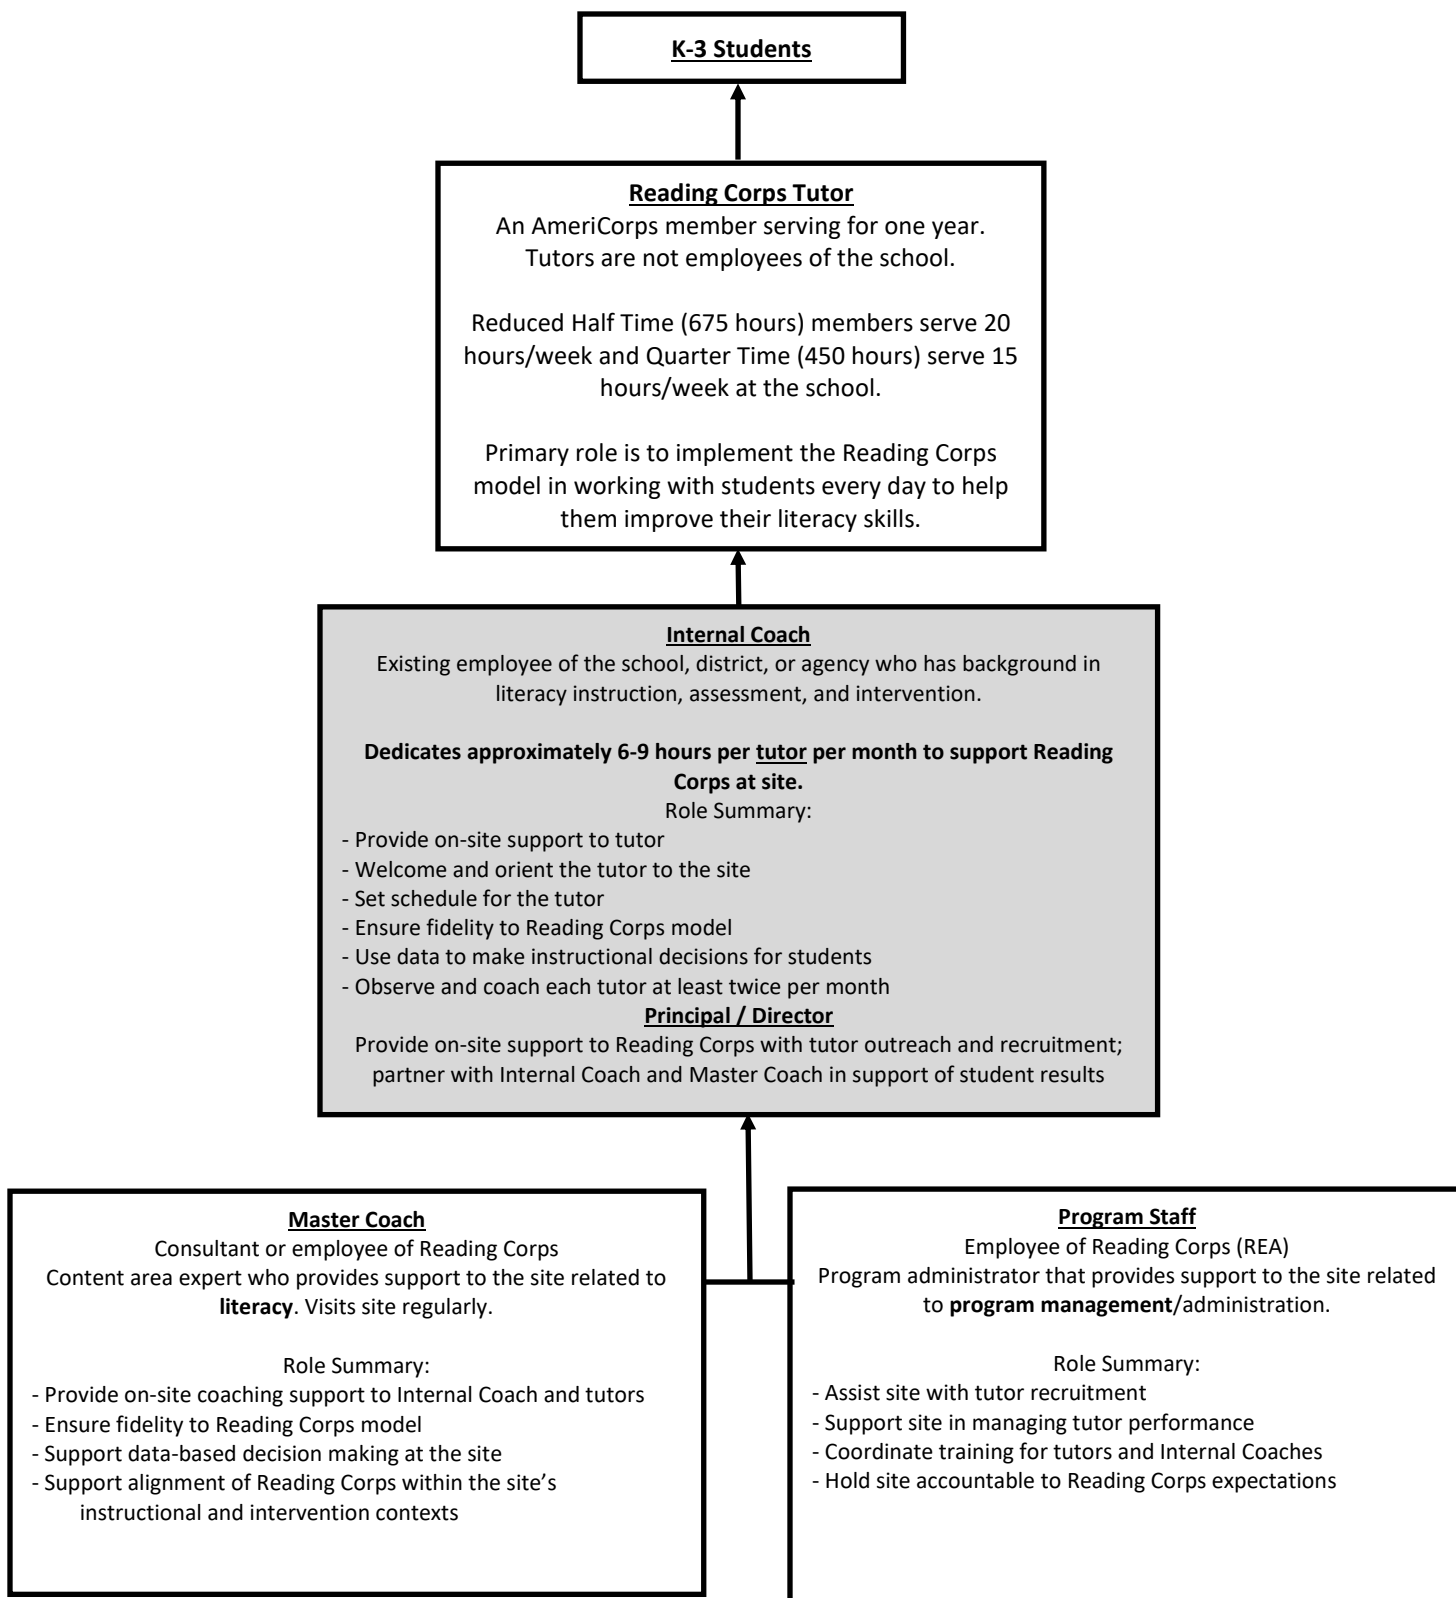 K-3 Students
Reading Corps Tutor
An AmeriCorps member serving for one year.
Tutors are not employees of the school.
Reduced Half Time (675 hours) members serve 20
hours/week and Quarter Time (450 hours) serve 15
hours/week at the school.
Primary role is to implement the Reading Corps
model in working with students every day to help
them improve their literacy skills.
Internal Coach
Existing employee of the school, district, or agency who has background in
literacy instruction, assessment, and intervention.
Dedicates approximately 6-9 hours per tutor per month to support Reading
Corps at site.
Role Summary:
- Provide on-site support to tutor
- Welcome and orient the tutor to the site
- Set schedule for the tutor
- Ensure fidelity to Reading Corps model
- Use data to make instructional decisions for students
- Observe and coach each tutor at least twice per month
Principal / Director
Provide on-site support to Reading Corps with tutor outreach and recruitment;
partner with Internal Coach and Master Coach in support of student results
Master Coach
Consultant or employee of Reading Corps
Content area expert who provides support to the site related to
literacy. Visits site regularly.
Role Summary:
- Provide on-site coaching support to Internal Coach and tutors
- Ensure fidelity to Reading Corps model
- Support data-based decision making at the site
- Support alignment of Reading Corps within the site's
instructional and intervention contexts
Program Staff
Employee of Reading Corps (REA)
Program administrator that provides support to the site related
to program management/administration.
Role Summary:
- Assist site with tutor recruitment
- Support site in managing tutor performance
- Coordinate training for tutors and Internal Coaches
- Hold site accountable to Reading Corps expectations